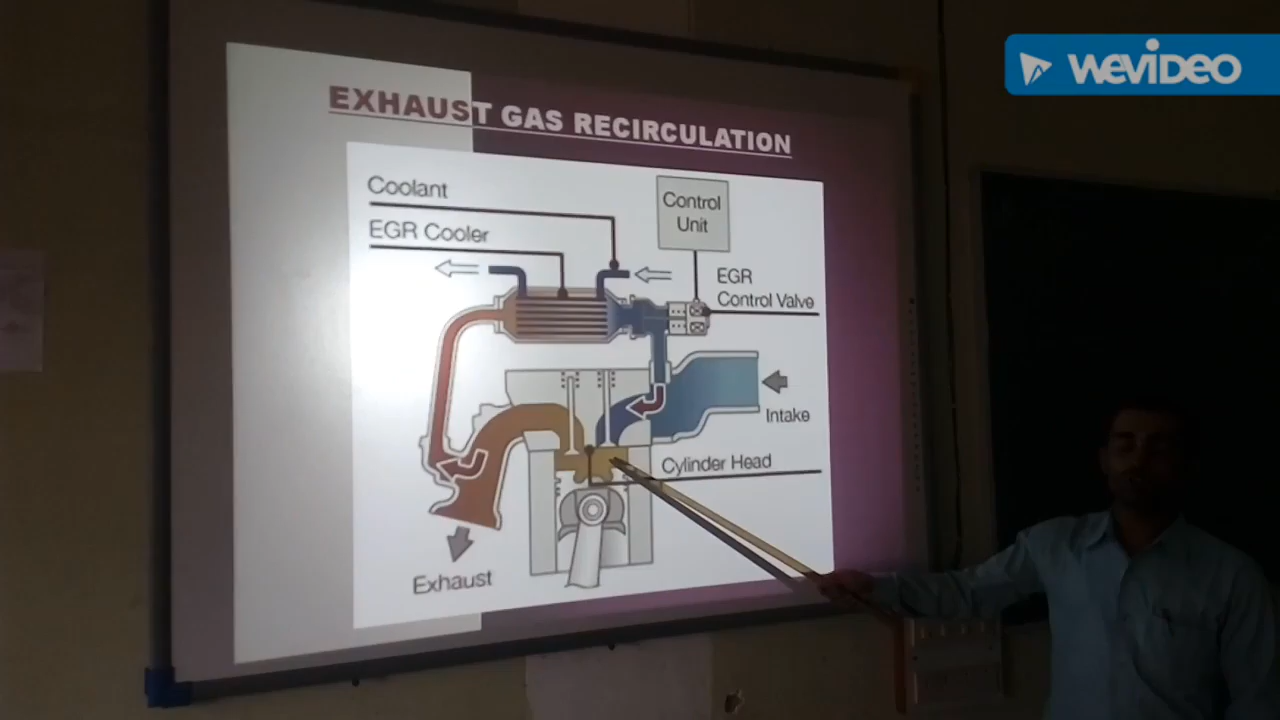 WEVIDEO
EXHAUST GAS RECIRCULATION
Coolant
Control
Unit
EGR Cooler
EGR
Control Valve
Intake
Cylinder Head
Exhaust